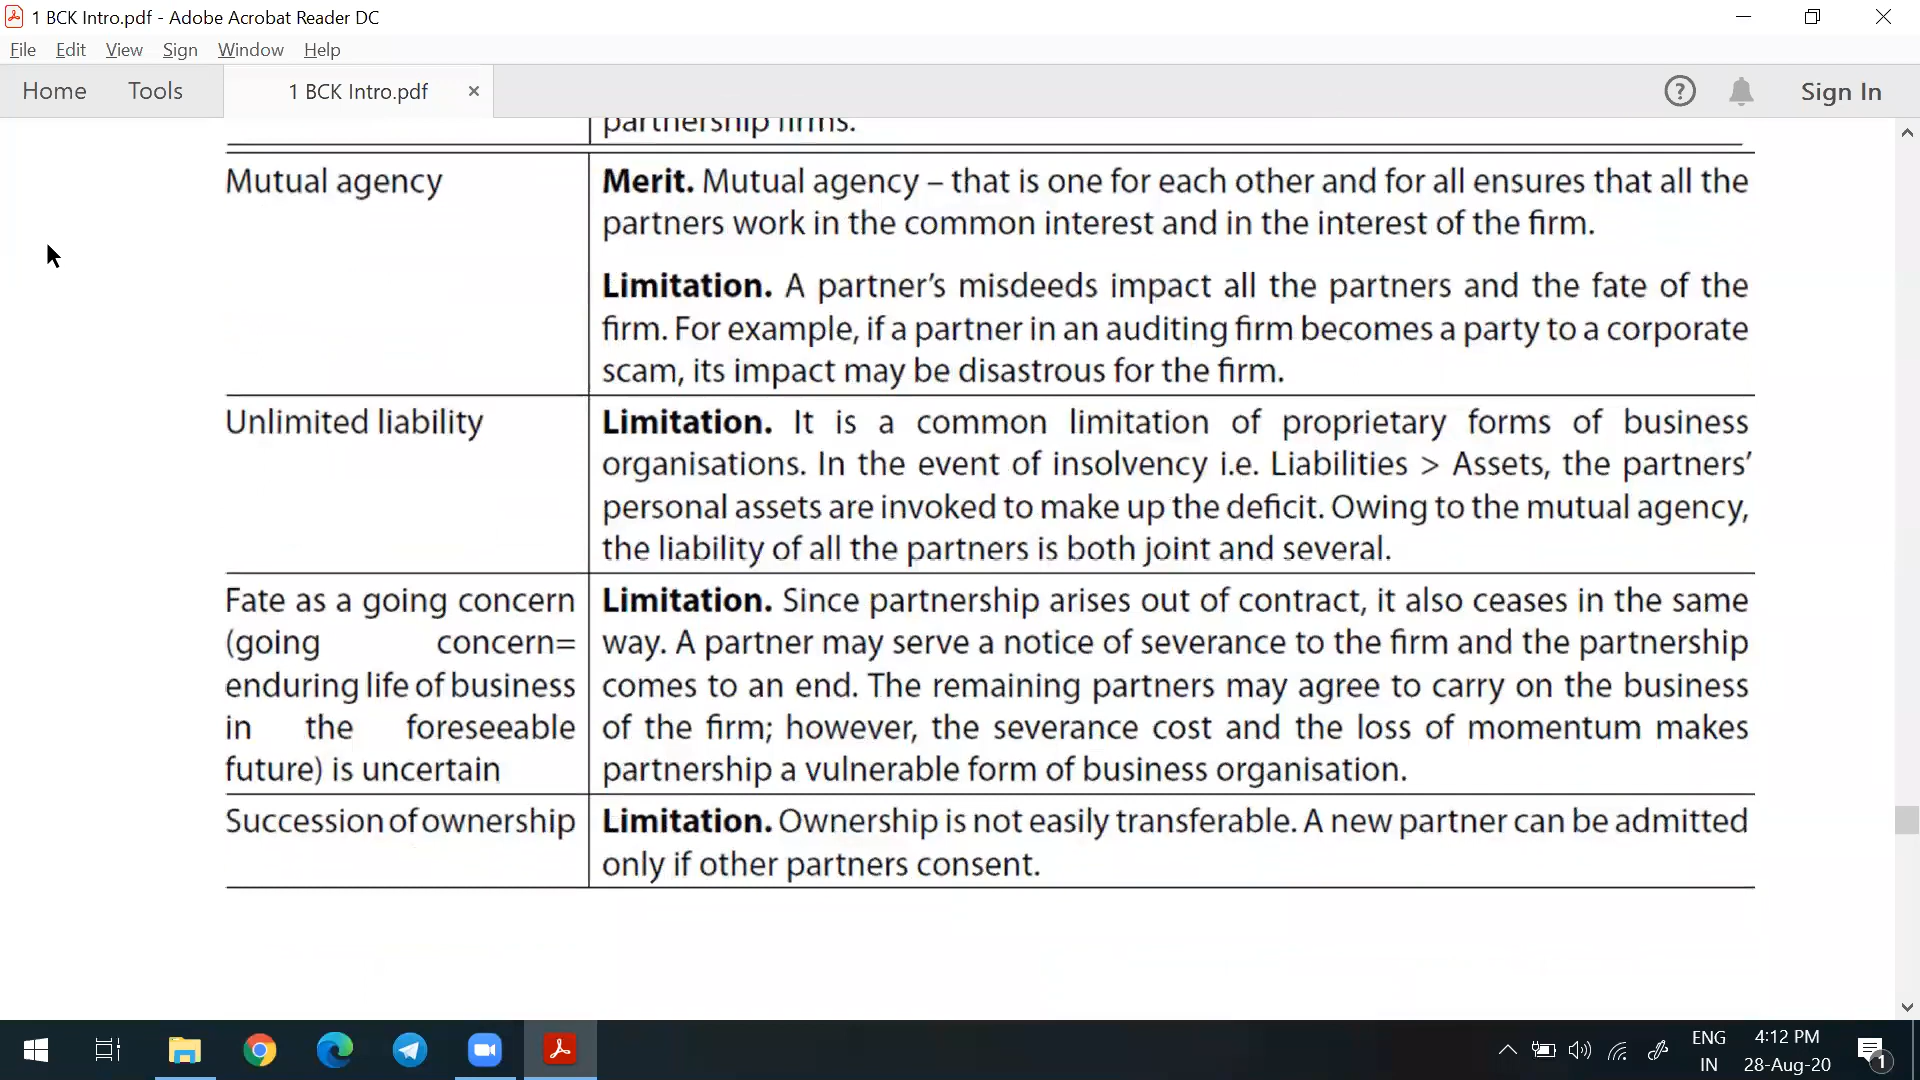 1 BCK Intro.pdf - Adobe Acrobat Reader DC
File Edit View Sign Window Help
Home Tools 1 BCK Intro.pdf × ? Sign In
partnership firms.
Mutual agency
Merit. Mutual agency – that is one for each other and for all ensures that all the
partners work in the common interest and in the interest of the firm.
Limitation. A partner’s misdeeds impact all the partners and the fate of the
firm. For example, if a partner in an auditing firm becomes a party to a corporate
scam, its impact may be disastrous for the firm.
Unlimited liability
Limitation. It is a common limitation of proprietary forms of business
organisations. In the event of insolvency i.e. Liabilities > Assets, the partners’
personal assets are invoked to make up the deficit. Owing to the mutual agency,
the liability of all the partners is both joint and several.
Fate as a going concern
(going concern=
enduring life of business
in the foreseeable
future) is uncertain
Limitation. Since partnership arises out of contract, it also ceases in the same
way. A partner may serve a notice of severance to the firm and the partnership
comes to an end. The remaining partners may agree to carry on the business
of the firm; however, the severance cost and the loss of momentum makes
partnership a vulnerable form of business organisation.
Succession of ownership
Limitation. Ownership is not easily transferable. A new partner can be admitted
only if other partners consent.
ENG
IN
4:12 PM
28-Aug-20
1